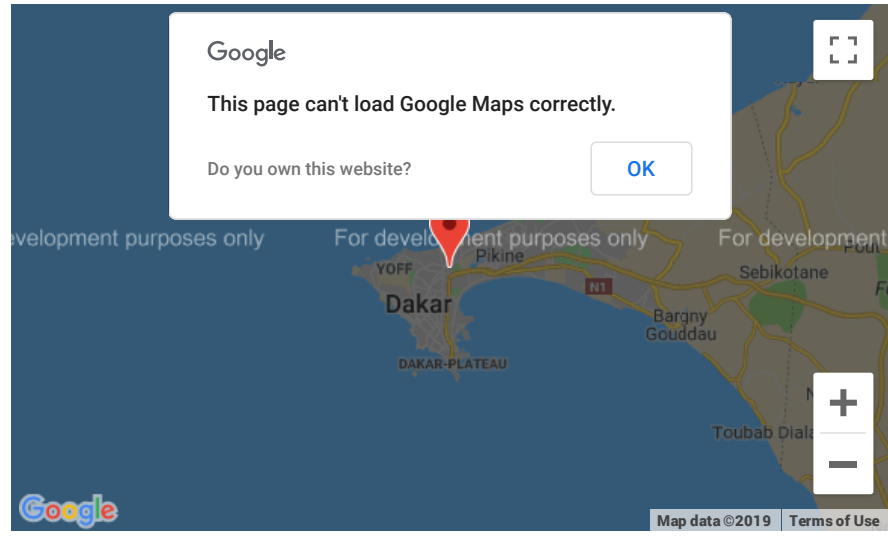 Google
This page can't load Google Maps correctly.
Do you own this website?
OK
evelopment purposes only
For development purposes only
For development
Pikine
YOFF
Sebikotane
N1
Dakar
Bargny
Gouddau
DAKAR-PLATEAU
Toubab Diala
Google
Map data ©2019
Terms of Use